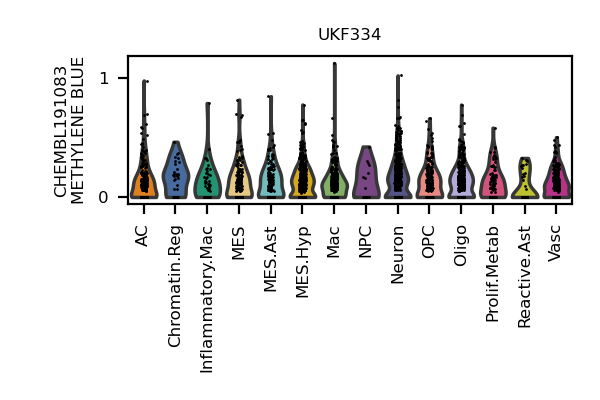 UKF334
CHEMBL191083
METHYLENE BLUE
1
0
AC
Chromatin.Reg
Inflammatory.Mac
MES
MES.Ast
MES.Hyp
Mac
NPC
Neuron
OPC
Oligo
Prolif.Metab
Reactive.Ast
Vasc